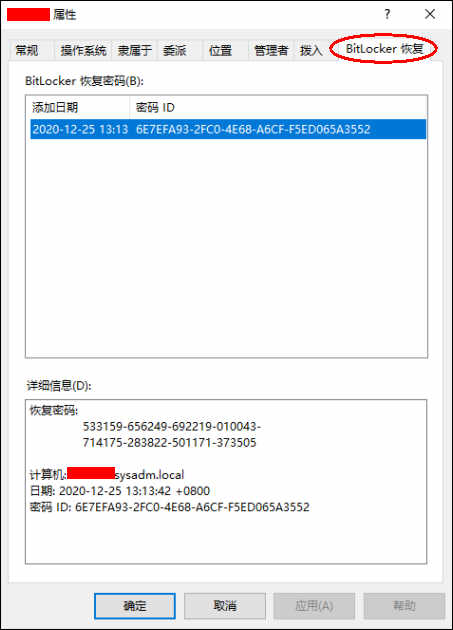 属性
常规 操作系统 隶属于 委派 位置 管理者 拨入 BitLocker 恢复
BitLocker 恢复密码(B):
添加日期 密码 ID
2020-12-25 13:13 6E7EFA93-2FC0-4E68-A6CF-F5ED065A3552
详细信息(D):
恢复密码:
533159-656249-692219-010043-
714175-283822-501171-373505
计算机: sysadm.local
日期: 2020-12-25 13:13:42 +0800
密码 ID: 6E7EFA93-2FC0-4E68-A6CF-F5ED065A3552
确定 取消 应用(A) 帮助